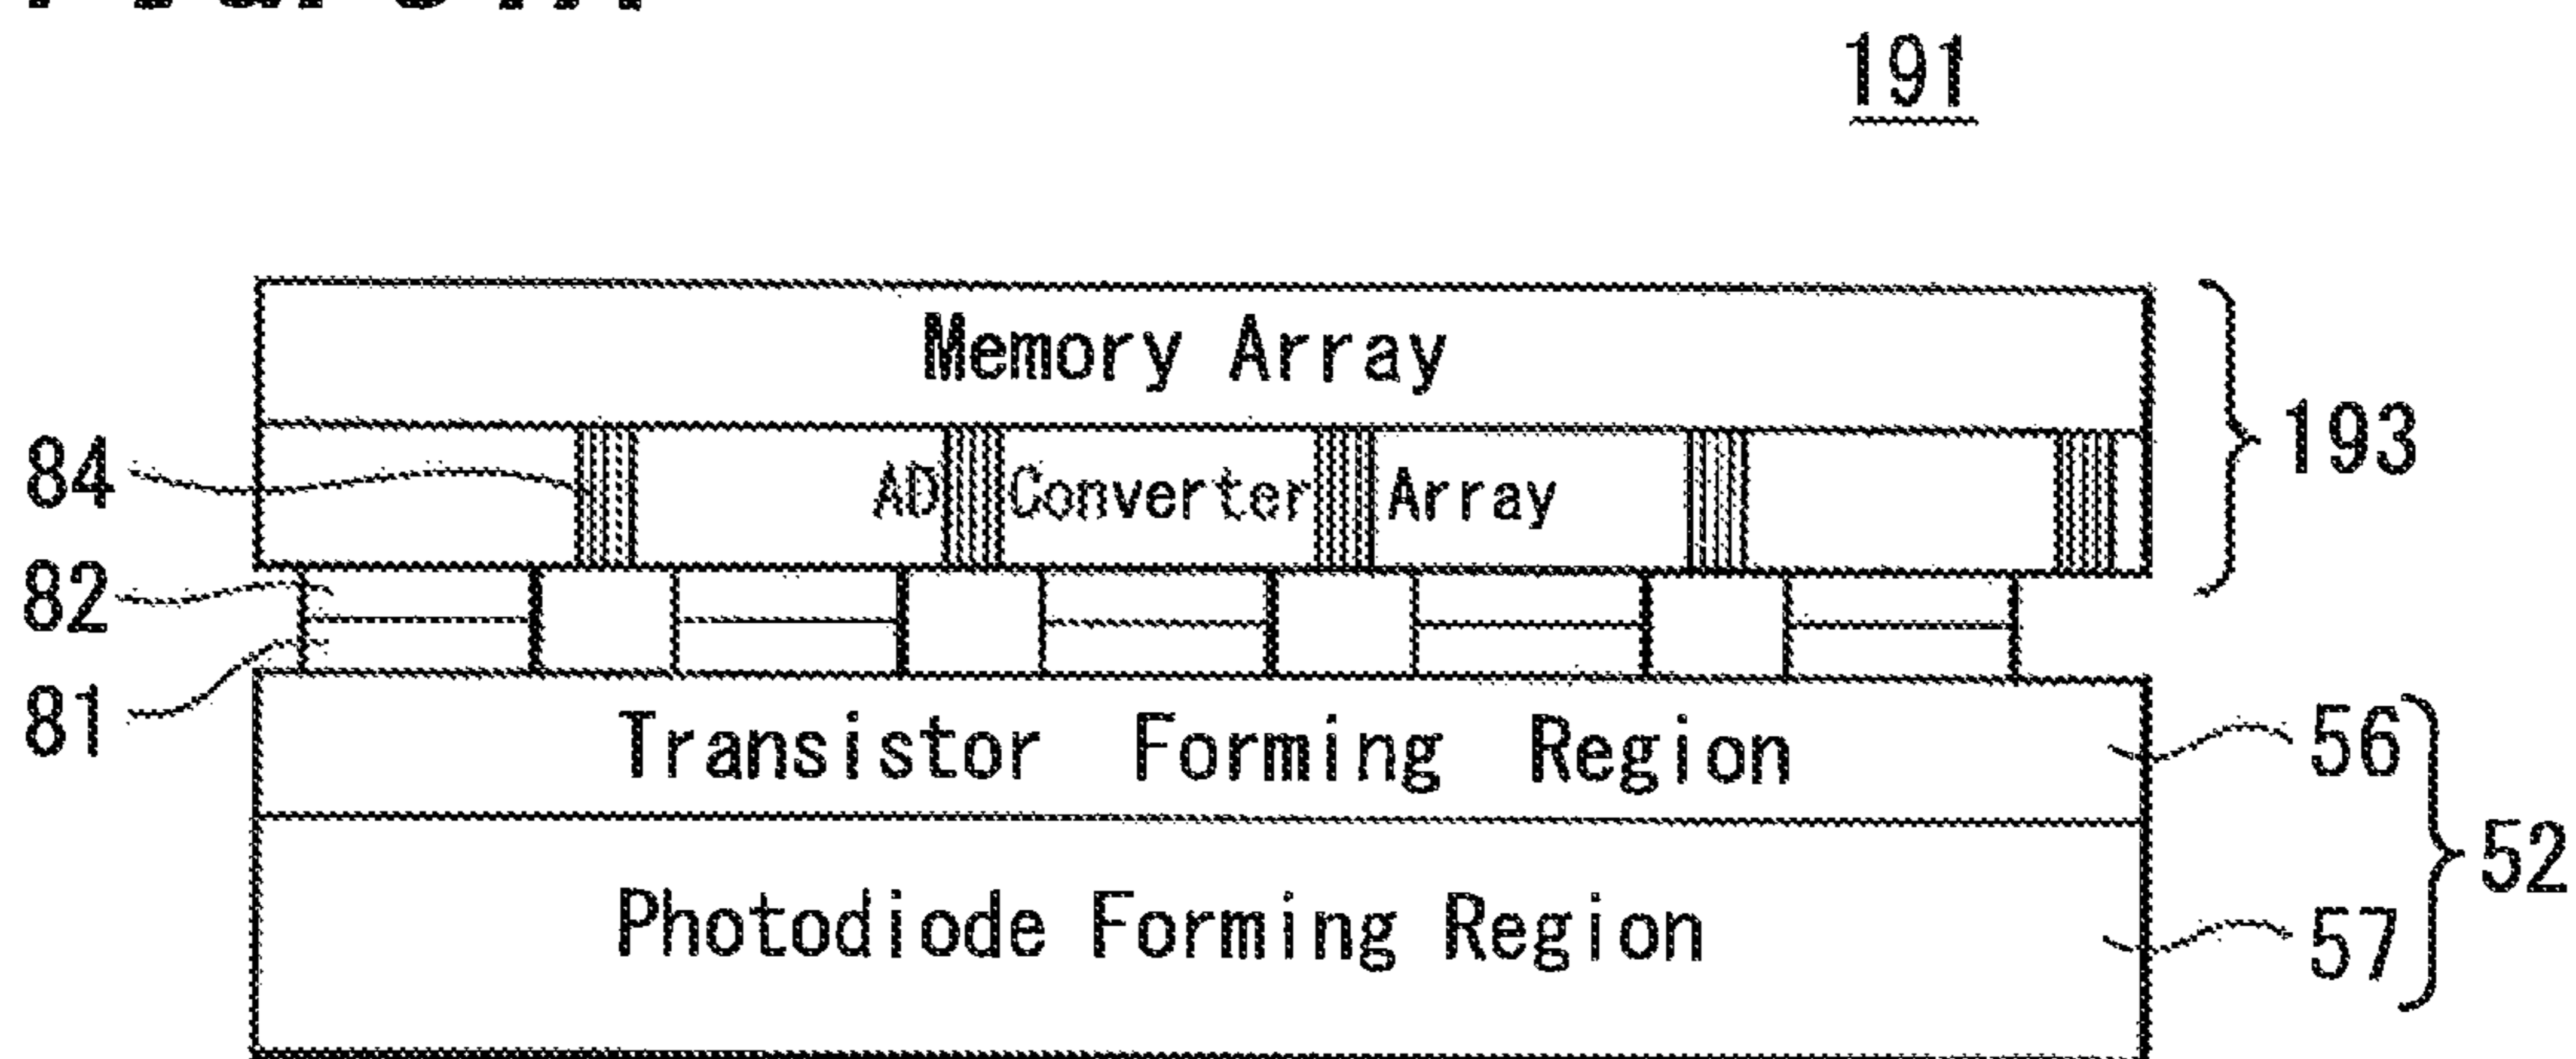 191
Memory Array
193
84
AD Converter Array
82
81
Transistor Forming Region
56
52
Photodiode Forming Region
57